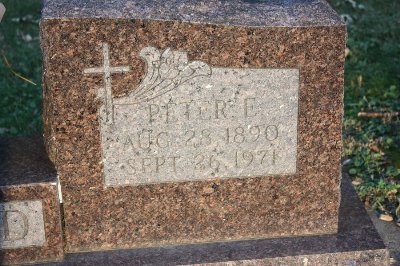 PETER E
AUG 28 1890
SEPT 26 1971
D